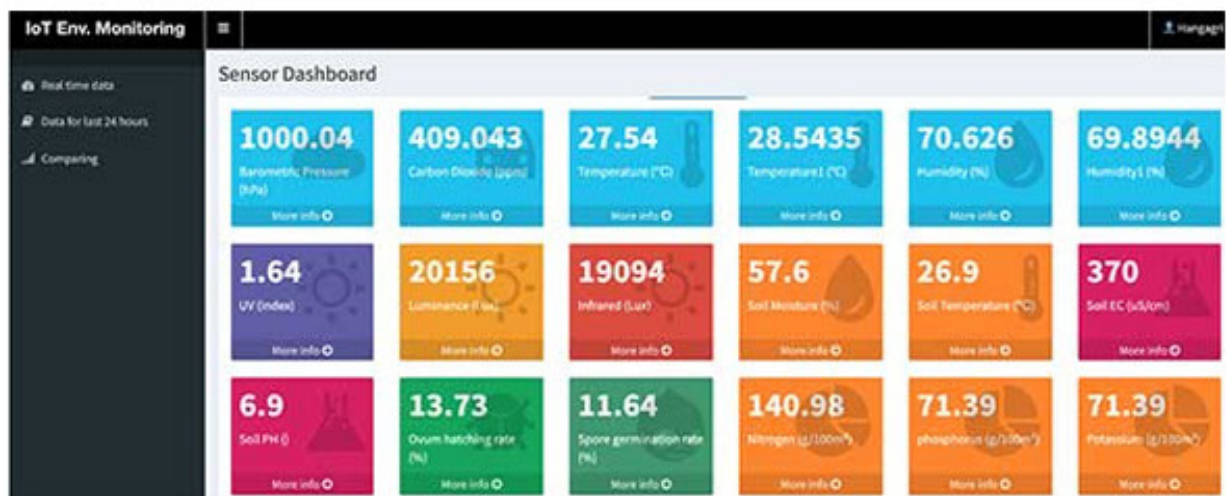 IoT Env. Monitoring
Hangagri
Real time data
Data for last 24 hours
Comparing
Sensor Dashboard
1000.04
Barometric Pressure
(hPa)
More info
409.043
Carbon Dioxide (ppm)
More info
27.54
Temperature (°C)
More info
28.5435
Temperature1 (°C)
More info
70.626
Humidity (%)
More info
69.8944
Humidity1 (%)
More info
1.64
UV (index)
More info
20156
Luminance (Lux)
More info
19094
Infrared (Lux)
More info
57.6
Soil Moisture (%)
More info
26.9
Soil Temperature (°C)
More info
370
Soil EC (uS/cm)
More info
6.9
Soil PH ()
More info
13.73
Ovum hatching rate
(%)
More info
11.64
Spore germination rate
(%)
More info
140.98
Nitrogen (g/100m²)
More info
71.39
phosphorus (g/100m²)
More info
71.39
Potassium (g/100m²)
More info